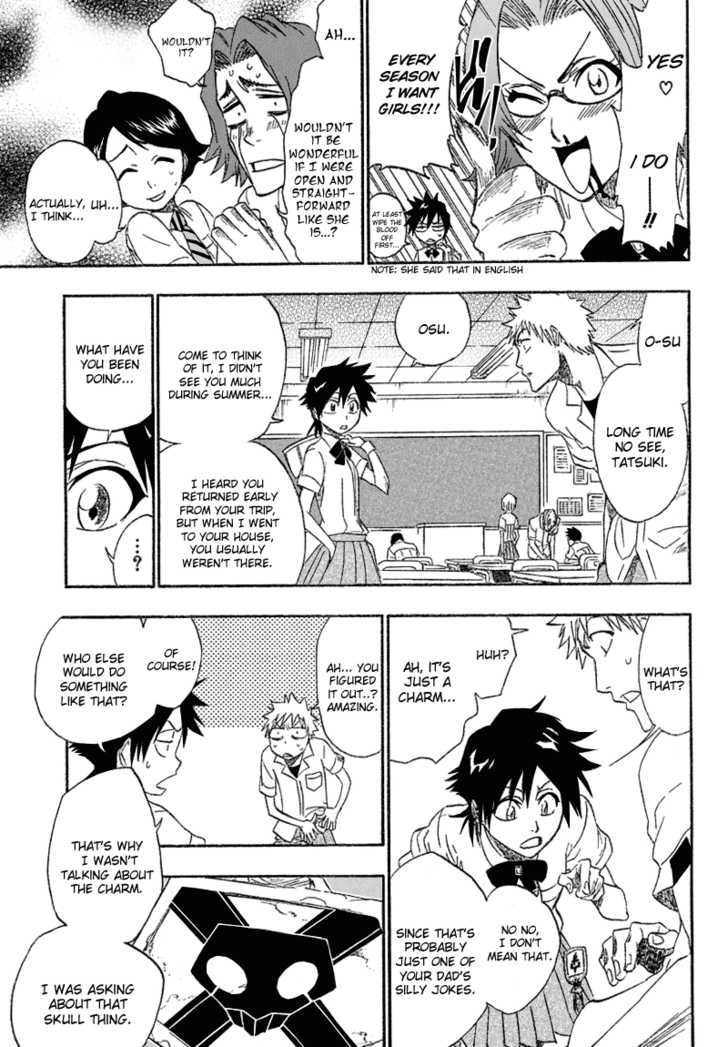 YES
♡
I DO
—
!!
EVERY
SEASON
I WANT
GIRLS!!!
AT LEAST
WIPE THE
BLOOD
OFF
FIRST...
NOTE: SHE SAID THAT IN ENGLISH
AH...
WOULDN'T
IT BE
WONDERFUL
IF I WERE
OPEN AND
STRAIGHT-
FORWARD
LIKE SHE
IS...?
WOULDN'T
IT?
ACTUALLY, UH...
I THINK...
O-SU
LONG TIME
NO SEE,
TATSUKI.
OSU.
COME TO THINK
OF IT, I DIDN'T
SEE YOU MUCH
DURING SUMMER...
I HEARD YOU
RETURNED EARLY
FROM YOUR TRIP,
BUT WHEN I WENT
TO YOUR HOUSE,
YOU USUALLY
WEREN'T THERE.
WHAT HAVE
YOU BEEN
DOING...
...?
WHAT'S
THAT?
HUH?
AH, IT'S
JUST A
CHARM...
NO NO,
I DON'T
MEAN THAT.
SINCE THAT'S
PROBABLY
JUST ONE OF
YOUR DAD'S
SILLY JOKES.
AH... YOU
FIGURED
IT OUT..?
AMAZING.
OF
COURSE!
WHO ELSE
WOULD DO
SOMETHING
LIKE THAT?
THAT'S WHY
I WASN'T
TALKING ABOUT
THE CHARM.
I WAS ASKING
ABOUT THAT
SKULL THING.